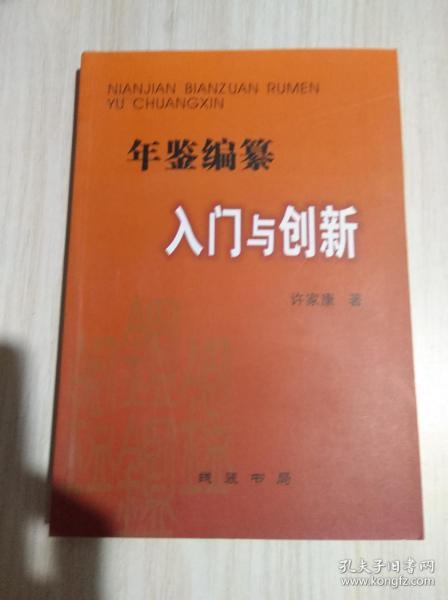 NIANJIAN BIANZUAN RUMEN
YU CHUANGXIN
年鉴编纂
入门与创新
许家康 著
线装书局
孔夫子旧书网
www.kongfz.com